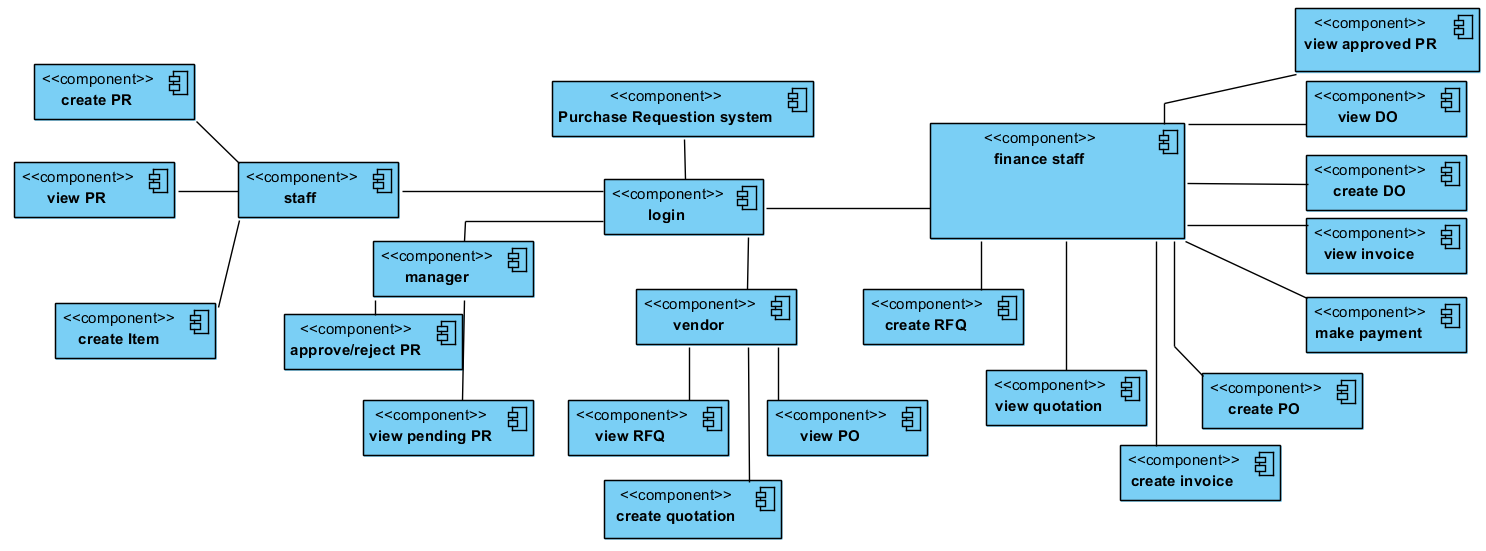 <<component>>
view approved PR
<<component>>
create PR
<<component>>
Purchase Requestion system
<<component>>
view DO
<<component>>
finance staff
<<component>>
view PR
<<component>>
staff
<<component>>
login
<<component>>
create DO
<<component>>
view invoice
<<component>>
manager
<<component>>
create Item
<<component>>
approve/reject PR
<<component>>
vendor
<<component>>
create RFQ
<<component>>
make payment
<<component>>
view pending PR
<<component>>
view RFQ
<<component>>
view PO
<<component>>
view quotation
<<component>>
create PO
<<component>>
create quotation
<<component>>
create invoice